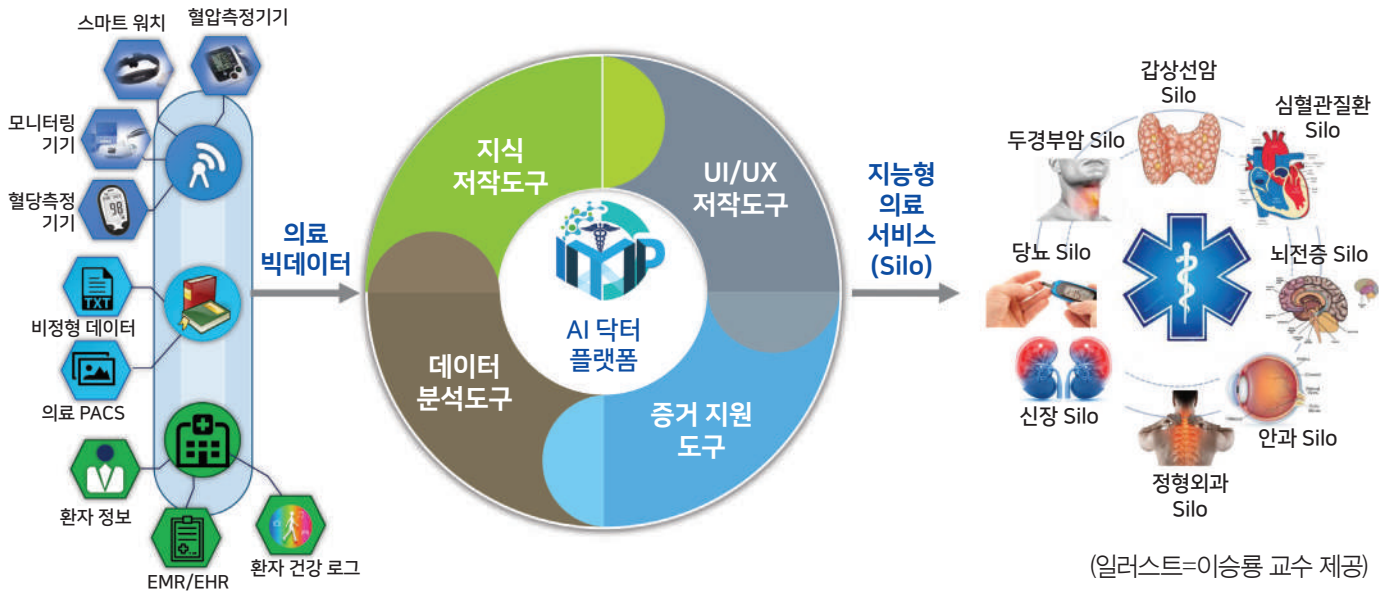 스마트 워치
혈압측정기기
모니터링
기기
혈당측정
기기
98
TXT
비정형 데이터
의료 PACS
환자 정보
EMR/EHR
환자 건강 로그
의료
빅데이터
지식
저작도구
UI/UX
저작도구
데이터
분석도구
증거 지원
도구
AI 닥터
플랫폼
지능형
의료
서비스
(Silo)
갑상선암
Silo
심혈관질환
Silo
두경부암 Silo
당뇨 Silo
뇌전증 Silo
신장 Silo
안과 Silo
정형외과
Silo
(일러스트=이승룡 교수 제공)